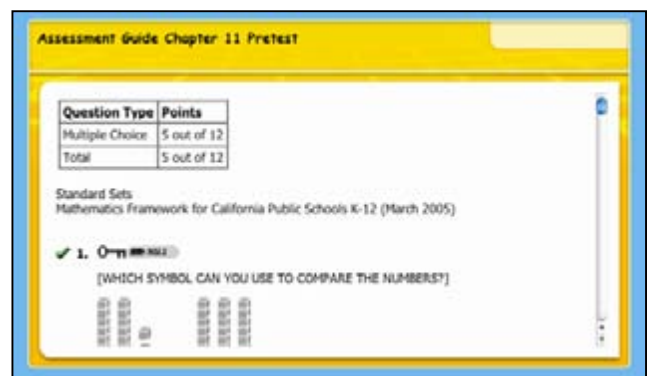 Assessment Guide Chapter 11 Pretest
Question Type Points
Multiple Choice 5 out of 12
Total 5 out of 12
Standard Sets
Mathematics Framework for California Public Schools K-12 (March 2005)
1.
[WHICH SYMBOL CAN YOU USE TO COMPARE THE NUMBERS?]